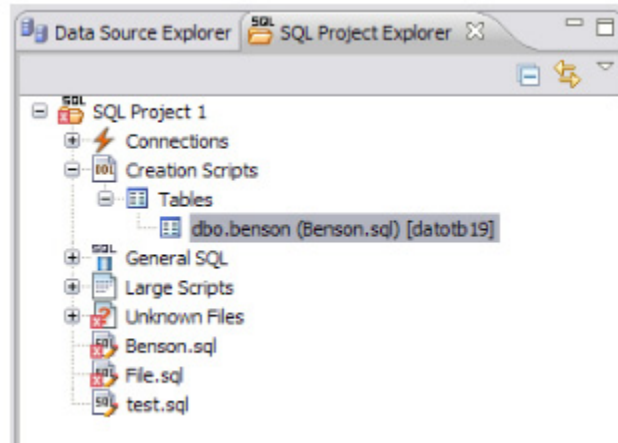 Data Source Explorer SQL Project Explorer
SQL Project 1
Connections
Creation Scripts
Tables
dbo.benson (Benson.sql) [datotb19]
General SQL
Large Scripts
Unknown Files
Benson.sql
File.sql
test.sql